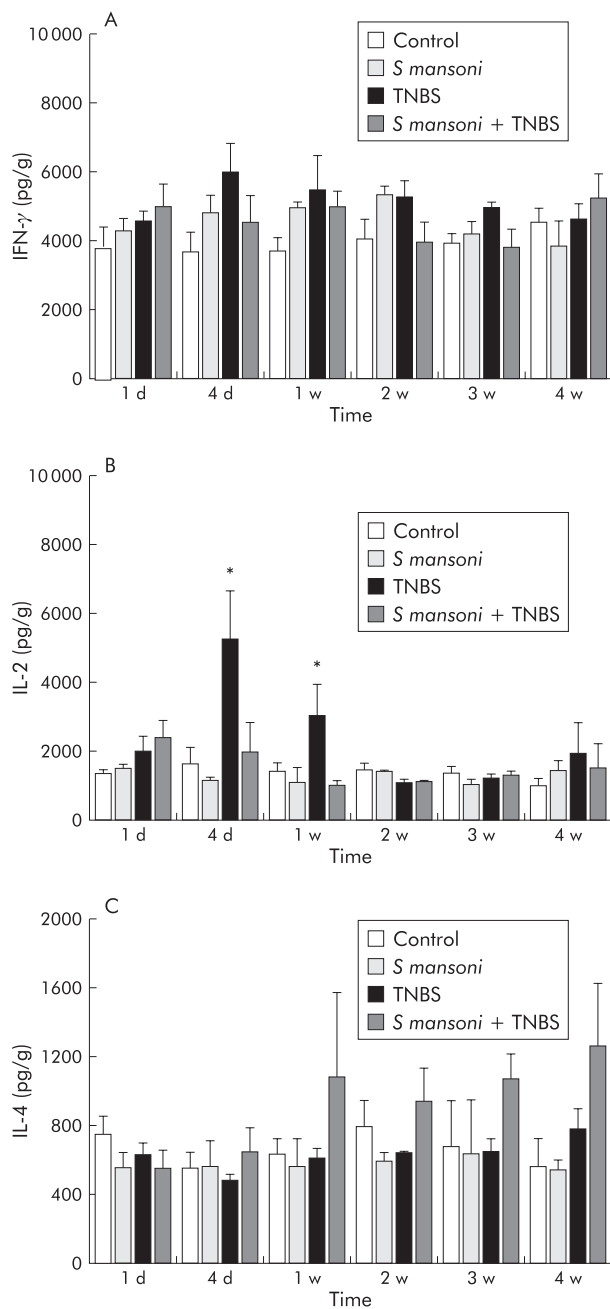 A
10 000
8000
6000
4000
2000
0
IFN-γ (pg/g)
Control
S mansoni
TNBS
S mansoni + TNBS
1 d 4 d 1 w 2 w 3 w 4 w
Time
B
10 000
8000
6000
4000
2000
0
IL-2 (pg/g)
Control
S mansoni
TNBS
S mansoni + TNBS
*
*
1 d 4 d 1 w 2 w 3 w 4 w
Time
C
2000
1600
1200
800
400
0
IL-4 (pg/g)
Control
S mansoni
TNBS
S mansoni + TNBS
1 d 4 d 1 w 2 w 3 w 4 w
Time